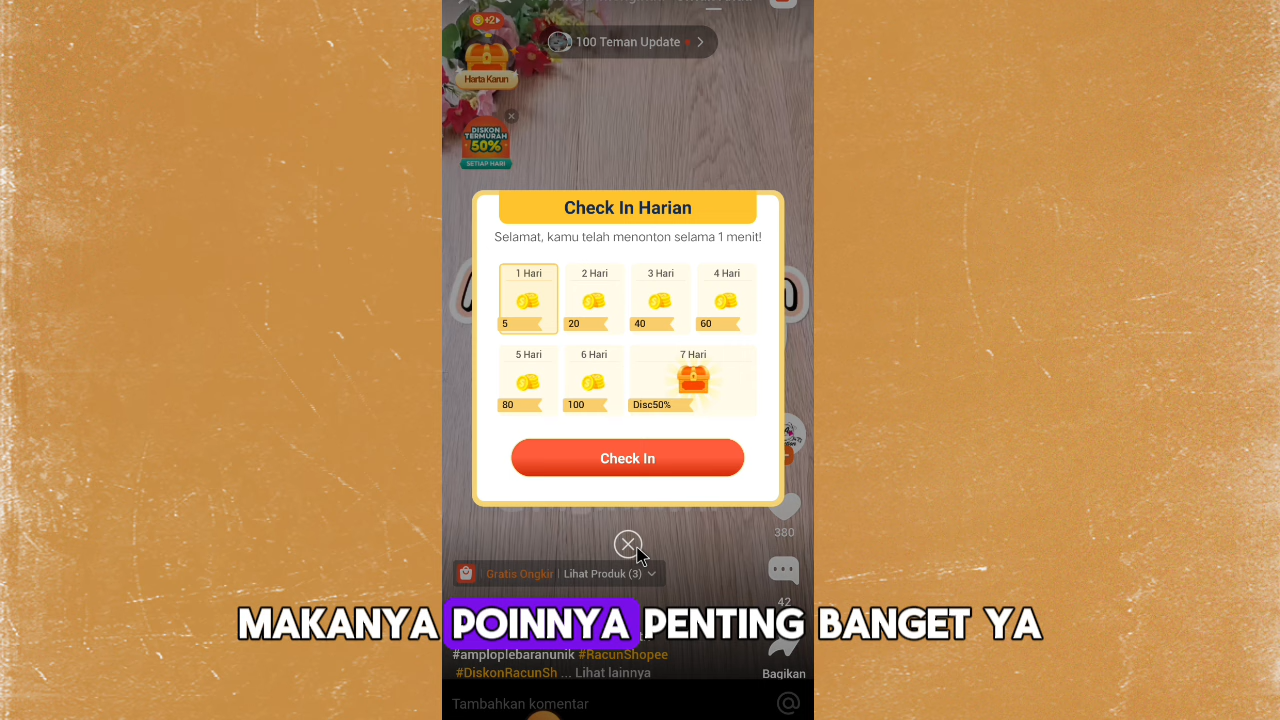 +2
100 Teman Update
Harta Karun
DISKON
TERMURAH
50%
SETIAP HARI
Check In Harian
Selamat, kamu telah menonton selama 1 menit!
1 Hari 2 Hari 3 Hari 4 Hari
5 20 40 60
5 Hari 6 Hari 7 Hari
80 100 Disc50%
Check In
380
Gratis Ongkir Lihat Produk (3)
42
MAKANYA POINNYA PENTING BANGET YA
#amploplebaranunik #RacunShopee
#DiskonRacunSh ... Lihat lainnya
Bagikan
Tambahkan komentar